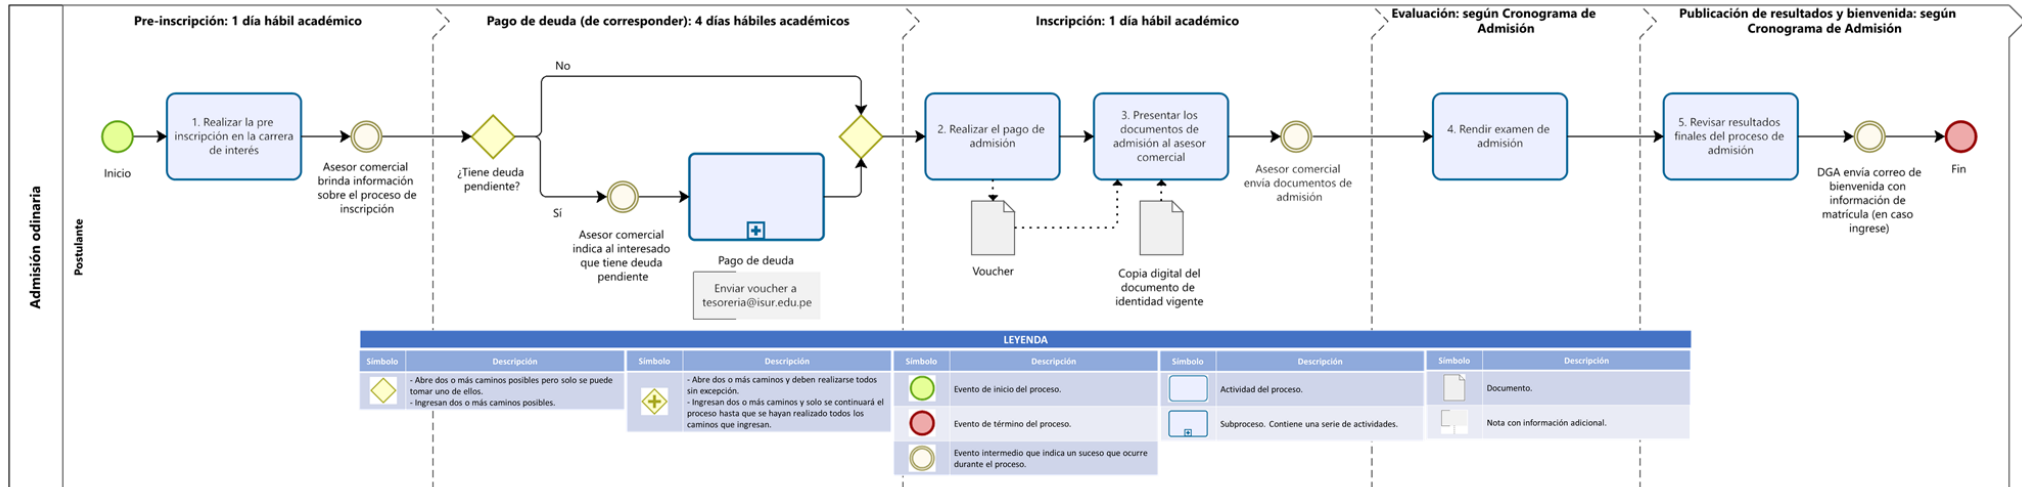 Pre-inscripción: 1 día hábil académico
Pago de deuda (de corresponder): 4 días hábiles académicos
Inscripción: 1 día hábil académico
Evaluación: según Cronograma de
Admisión
Publicación de resultados y bienvenida: según
Cronograma de Admisión
Admisión odinaria
Postulante
Inicio
1. Realizar la pre
inscripción en la carrera
de interés
Asesor comercial
brinda información
sobre el proceso de
inscripción
¿Tiene deuda
pendiente?
No
Sí
Asesor comercial
indica al interesado
que tiene deuda
pendiente
Pago de deuda
Enviar voucher a
tesoreria@isur.edu.pe
2. Realizar el pago de
admisión
Voucher
3. Presentar los
documentos de
admisión al asesor
comercial
Copia digital del
documento de
identidad vigente
Asesor comercial
envía documentos de
admisión
4. Rendir examen de
admisión
5. Revisar resultados
finales del proceso de
admisión
DGA envía correo de
bienvenida con
información de
matrícula (en caso
ingrese)
Fin
LEYENDA
Símbolo
Descripción
- Abre dos o más caminos posibles pero solo se puede
tomar uno de ellos.
- Ingresan dos o más caminos posibles.
Símbolo
Descripción
- Abre dos o más caminos y deben realizarse todos
sin excepción.
- Ingresan dos o más caminos y solo se continuará el
proceso hasta que se hayan realizado todos los
caminos que ingresan.
Símbolo
Descripción
Evento de inicio del proceso.
Evento de término del proceso.
Evento intermedio que indica un suceso que ocurre
durante el proceso.
Símbolo
Descripción
Actividad del proceso.
Subproceso. Contiene una serie de actividades.
Símbolo
Descripción
Documento.
Nota con información adicional.